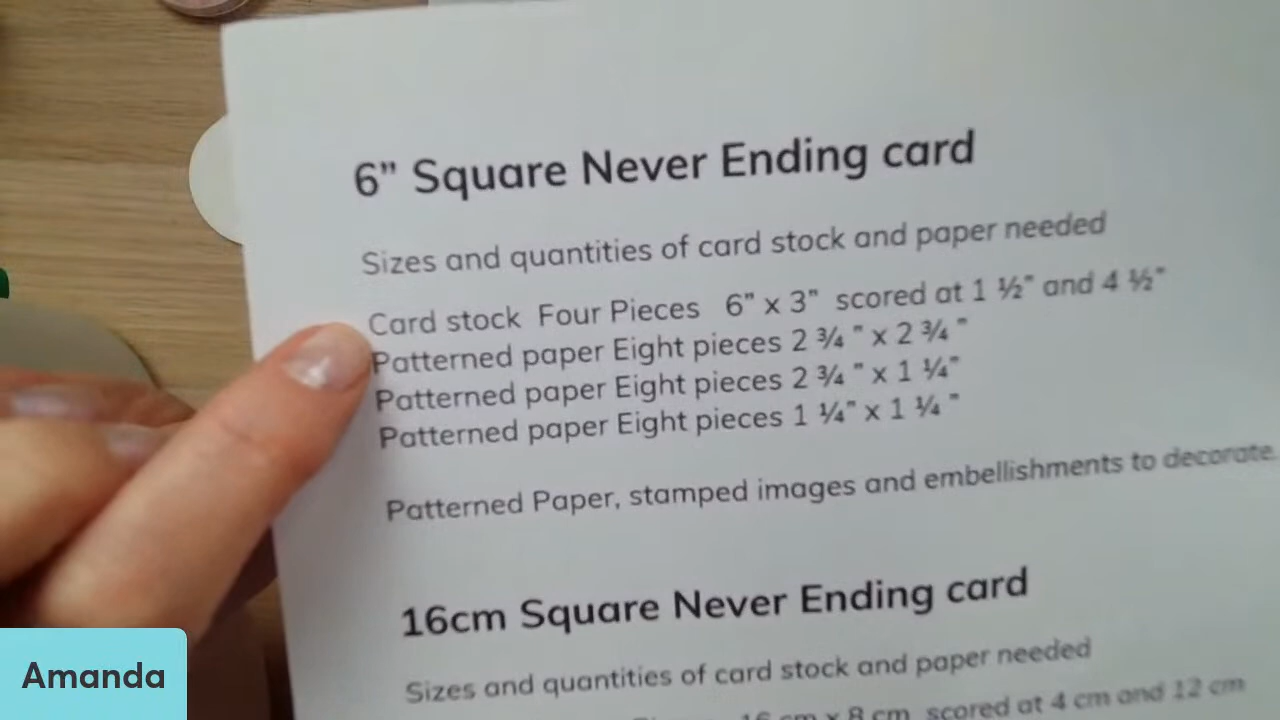 6" Square Never Ending card
Sizes and quantities of card stock and paper needed
Card stock Four Pieces 6" x 3" scored at 1 ½" and 4 ½"
Patterned paper Eight pieces 2 ¾ " x 2 ¾ "
Patterned paper Eight pieces 2 ¾ " x 1 ¼"
Patterned paper Eight pieces 1 ¼" x 1 ¼ "
Patterned Paper, stamped images and embellishments to decorate.
16cm Square Never Ending card
Sizes and quantities of card stock and paper needed
16 cm x 8 cm scored at 4 cm and 12 cm
Amanda